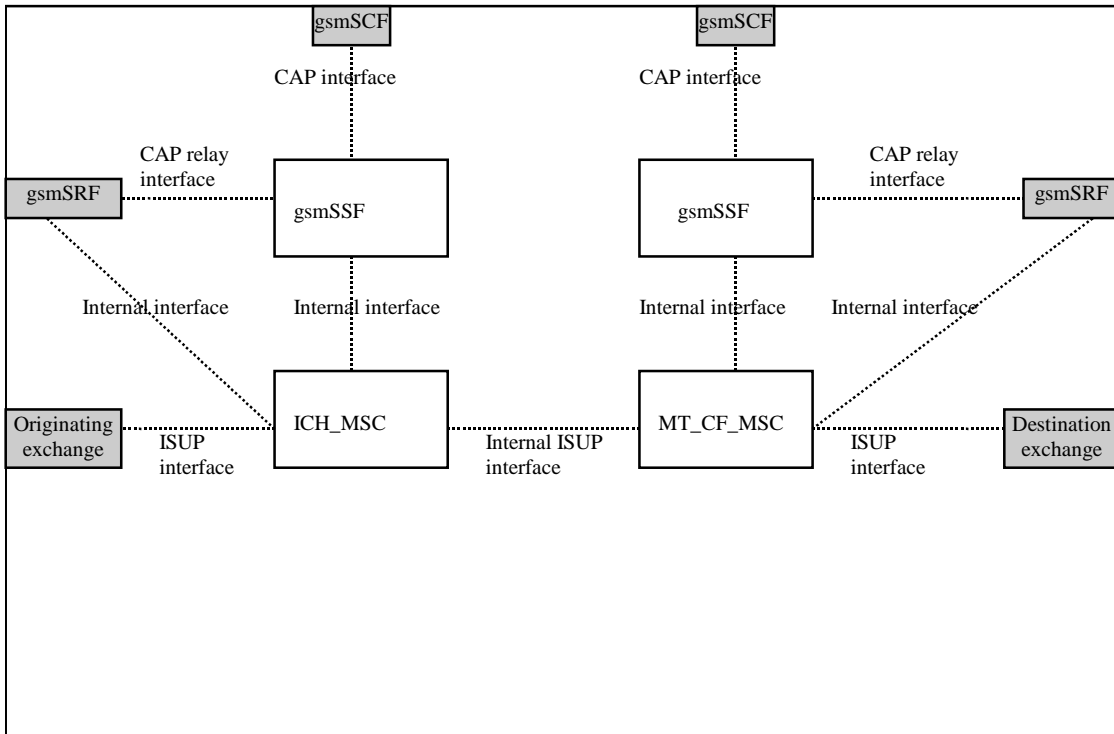 gsmSCF
gsmSCF
CAP interface
CAP interface
CAP relay
interface
CAP relay
interface
gsmSRF
gsmSSF
gsmSSF
gsmSRF
Internal interface
Internal interface
Internal interface
Internal interface
Originating
exchange
ISUP
interface
ICH_MSC
Internal ISUP
interface
MT_CF_MSC
ISUP
interface
Destination
exchange